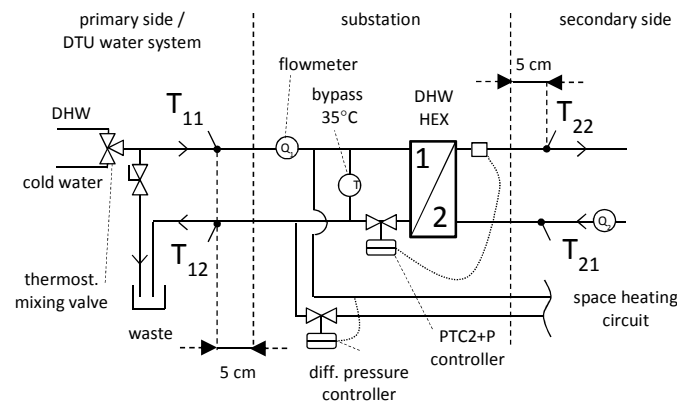 primary side /
DTU water system
substation
secondary side
flowmeter
5 cm
DHW
T11
bypass
35°C
DHW
HEX
T22
Q1
1
cold water
T
2
Q2
T12
T21
thermost.
mixing valve
space heating
circuit
waste
PTC2+P
controller
5 cm
diff. pressure
controller